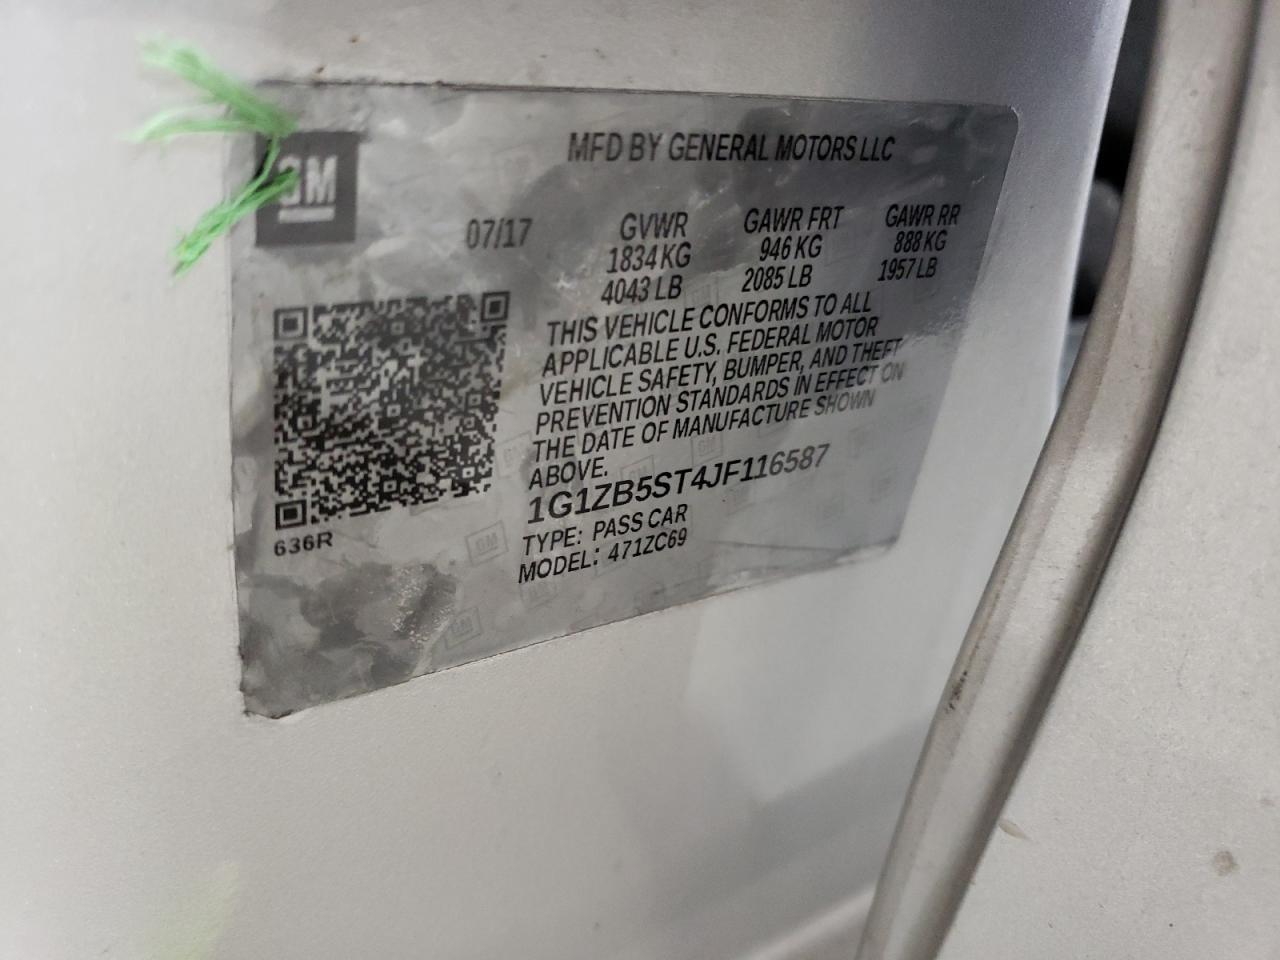 GM
MFD BY GENERAL MOTORS LLC
07/17 GVWR GAWR FRT GAWR RR
1834 KG 946 KG 888 KG
4043 LB 2085 LB 1957 LB
THIS VEHICLE CONFORMS TO ALL
APPLICABLE U.S. FEDERAL MOTOR
VEHICLE SAFETY, BUMPER, AND THEFT
PREVENTION STANDARDS IN EFFECT ON
THE DATE OF MANUFACTURE SHOWN
ABOVE.
1G1ZB5ST4JF116587
TYPE: PASS CAR
MODEL: 471ZC69
636R